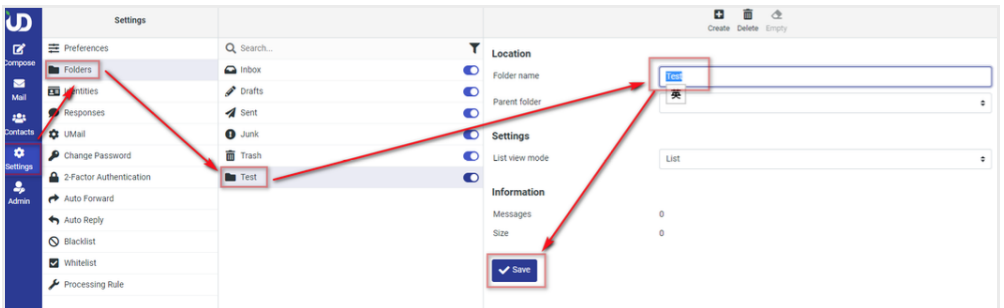 UD
Compose
Mail
Contacts
Settings
Admin
Settings
Preferences
Folders
Identities
Responses
UMail
Change Password
2-Factor Authentication
Auto Forward
Auto Reply
Blacklist
Whitelist
Processing Rule
Search...
Inbox
Drafts
Sent
Junk
Trash
Test
Create Delete Empty
Location
Folder name Test
英
Parent folder
Settings
List view mode List
Information
Messages 0
Size 0
Save